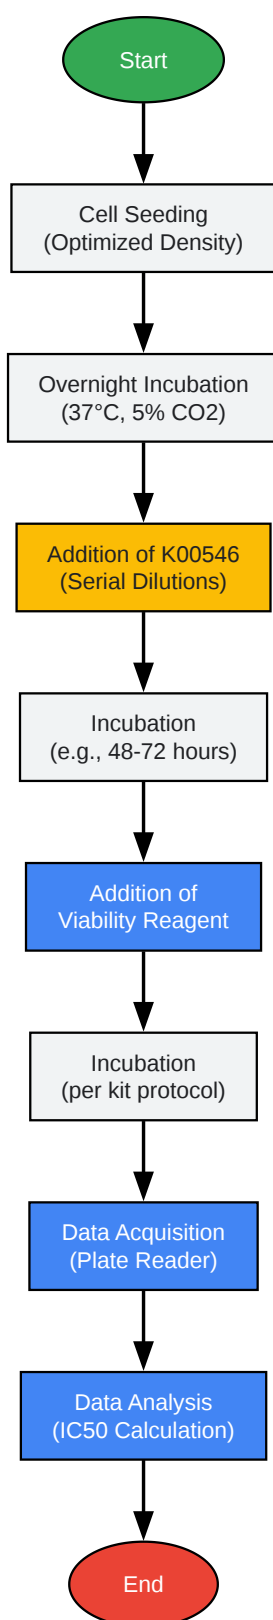 Start
Cell Seeding
(Optimized Density)
Overnight Incubation
(37°C, 5% CO2)
Addition of K00546
(Serial Dilutions)
Incubation
(e.g., 48-72 hours)
Addition of
Viability Reagent
Incubation
(per kit protocol)
Data Acquisition
(Plate Reader)
Data Analysis
(IC50 Calculation)
End